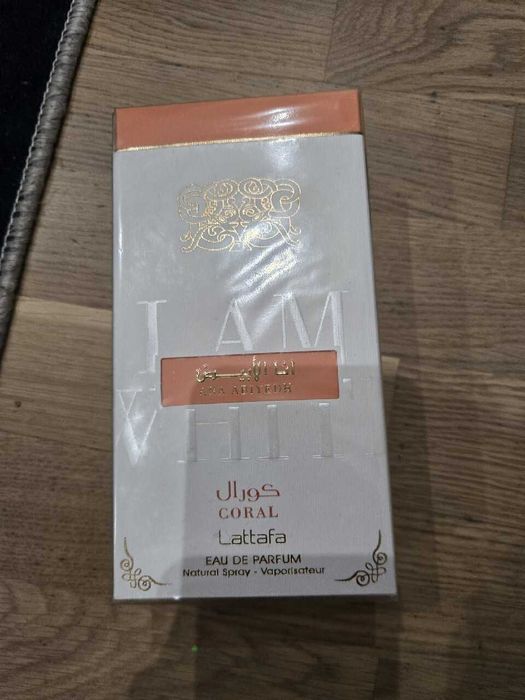 I AM
انا الأبيض
ANA ABIYEDH
WHITE
كورال
CORAL
Lattafa
EAU DE PARFUM
Natural Spray - Vaporisateur